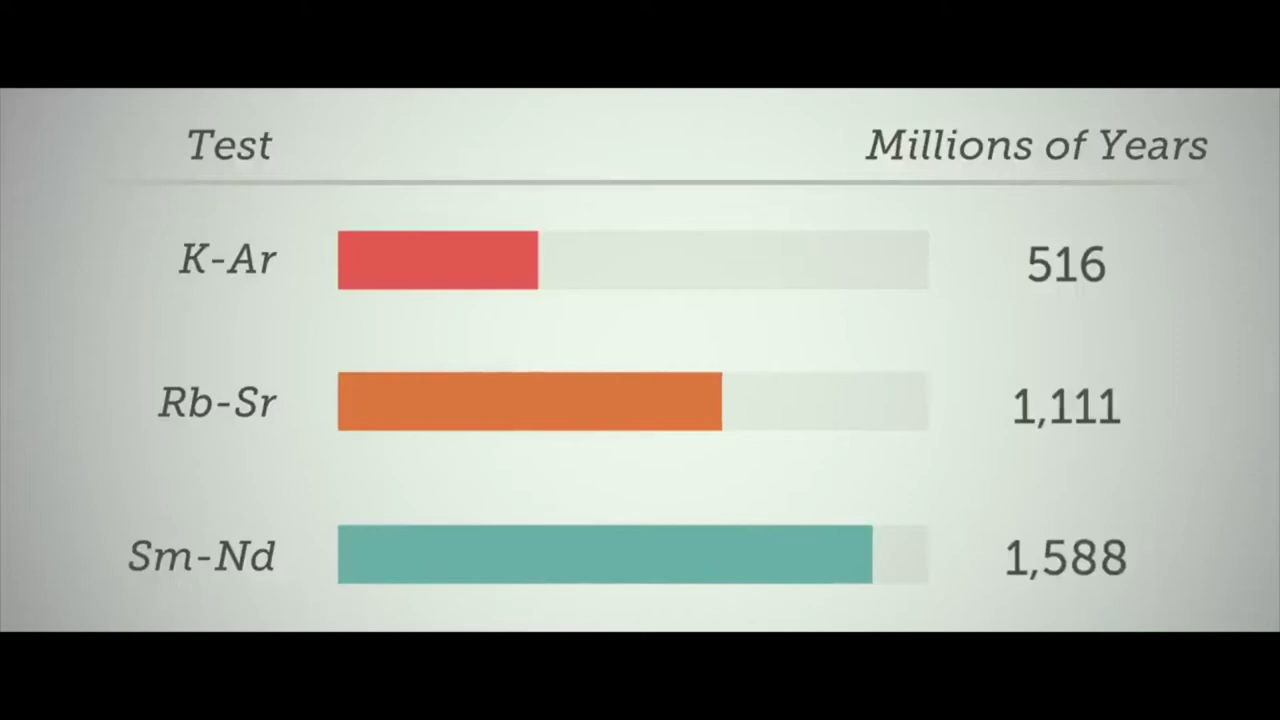 Test Millions of Years
K-Ar 516
Rb-Sr 1,111
Sm-Nd 1,588